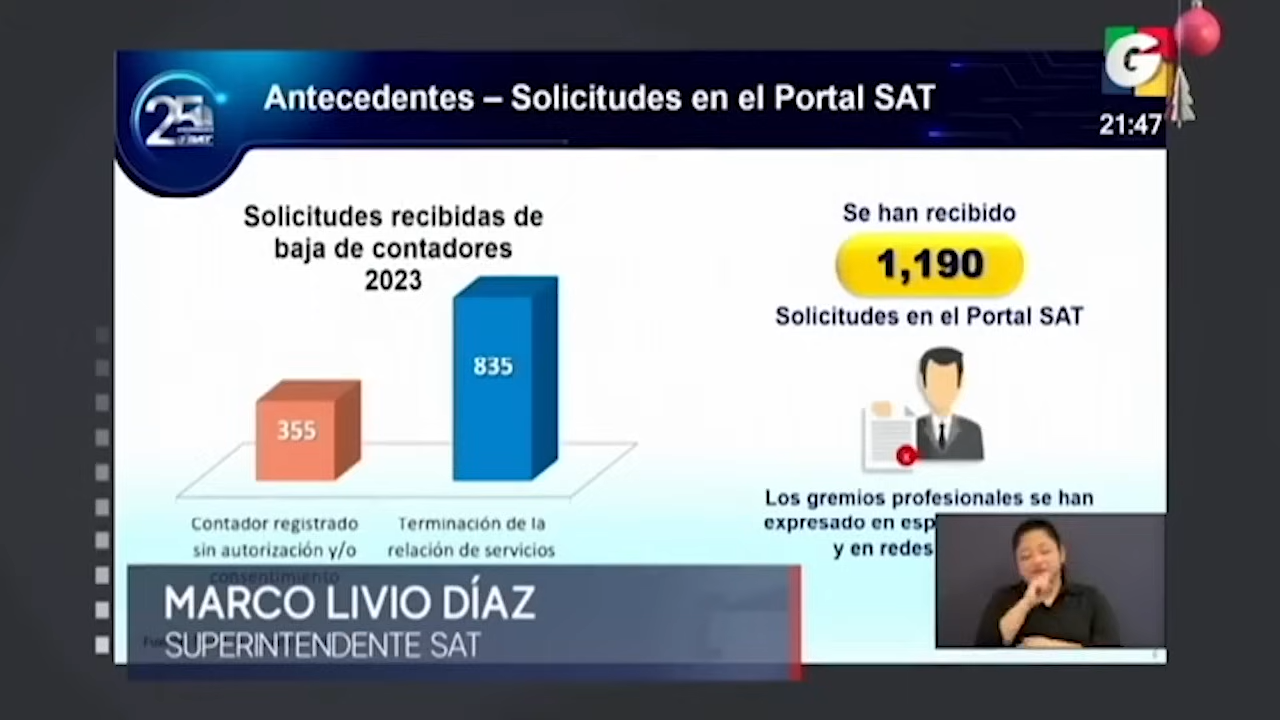 25
Antecedentes – Solicitudes en el Portal SAT
G
21:47
Solicitudes recibidas de
baja de contadores
2023
355
835
Contador registrado
sin autorización y/o
consentimiento
Terminación de la
relación de servicios
Se han recibido
1,190
Solicitudes en el Portal SAT
x
Los gremios profesionales se han
expresado en
y en redes
MARCO LIVIO DÍAZ
SUPERINTENDENTE SAT